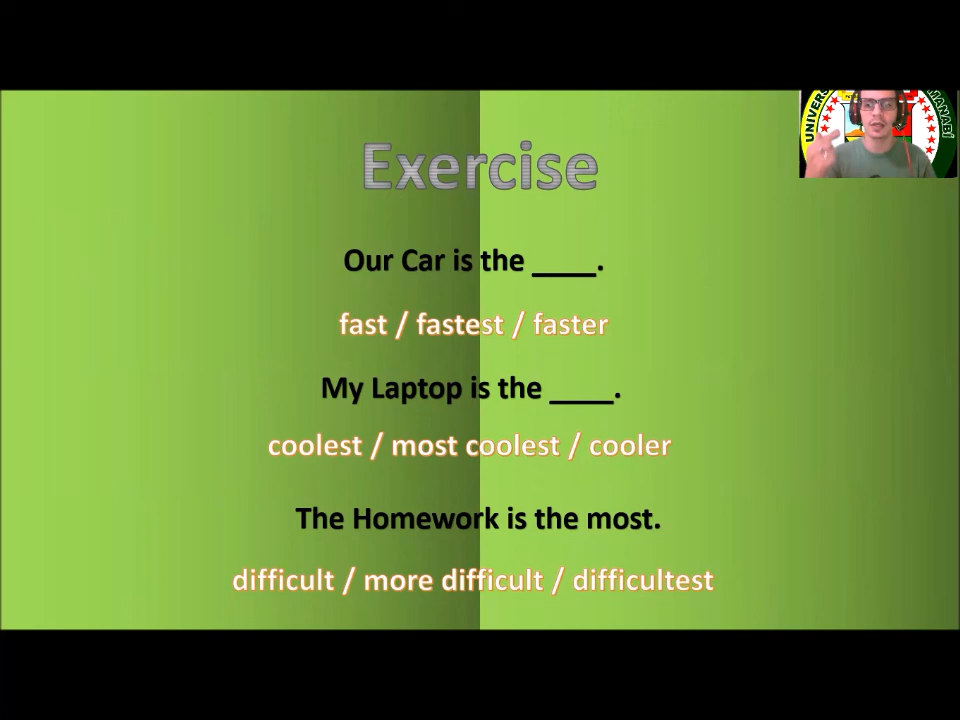 Exercise
Our Car is the ____.
fast / fastest / faster
My Laptop is the ____.
coolest / most coolest / cooler
The Homework is the most.
difficult / more difficult / difficultest